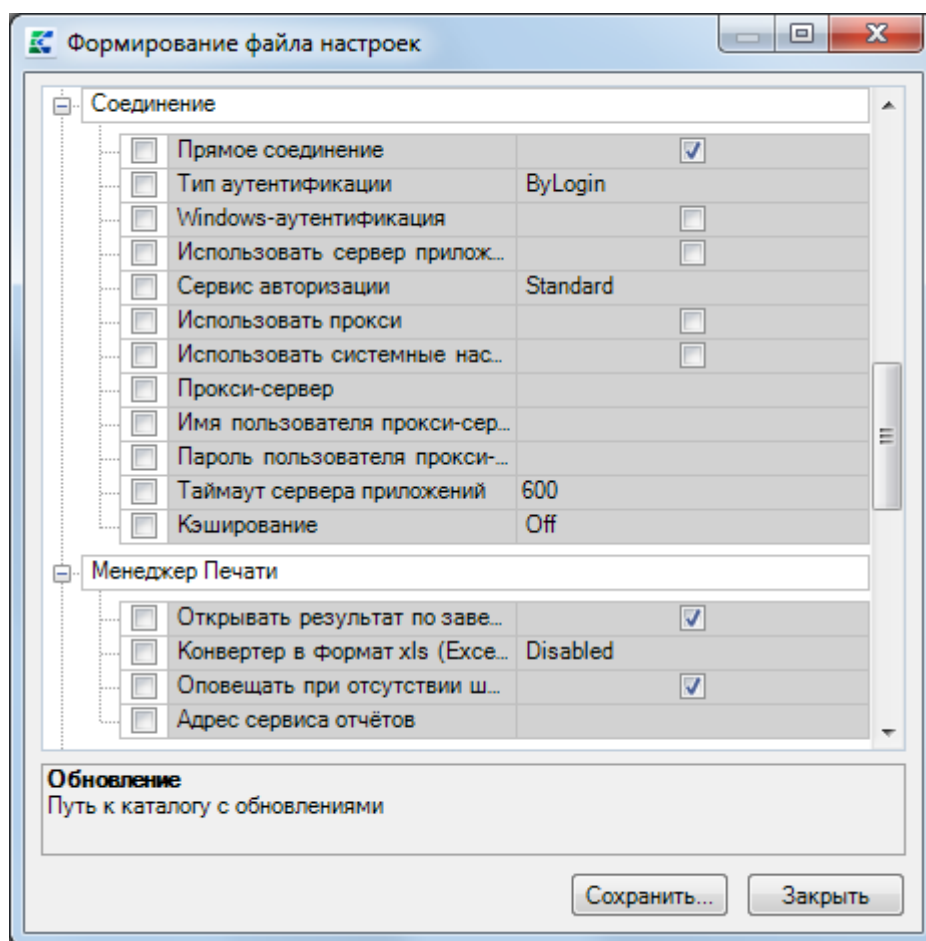 Формирование файла настроек
Соединение
Прямое соединение
Тип аутентификации ByLogin
Windows-аутентификация
Использовать сервер прилож...
Сервис авторизации Standard
Использовать прокси
Использовать системные нас...
Прокси-сервер
Имя пользователя прокси-сер...
Пароль пользователя прокси-...
Таймаут сервера приложений 600
Кэширование Off
Менеджер Печати
Открывать результат по заве...
Конвертер в формат xls (Exce... Disabled
Оповещать при отсутствии ш...
Адрес сервиса отчётов
Обновление
Путь к каталогу с обновлениями
Сохранить... Закрыть